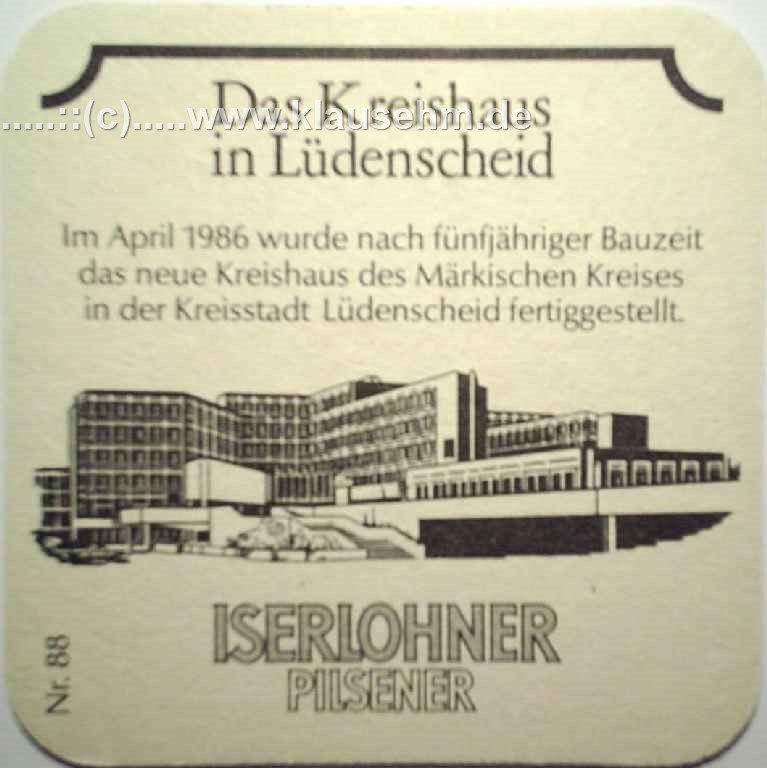 Das Kreishaus
.....::(c).....www.klausehm.de
in Lüdenscheid
Im April 1986 wurde nach fünfjähriger Bauzeit
das neue Kreishaus des Märkischen Kreises
in der Kreisstadt Lüdenscheid fertiggestellt.
ISERLOHNER
PILSENER
Nr. 88